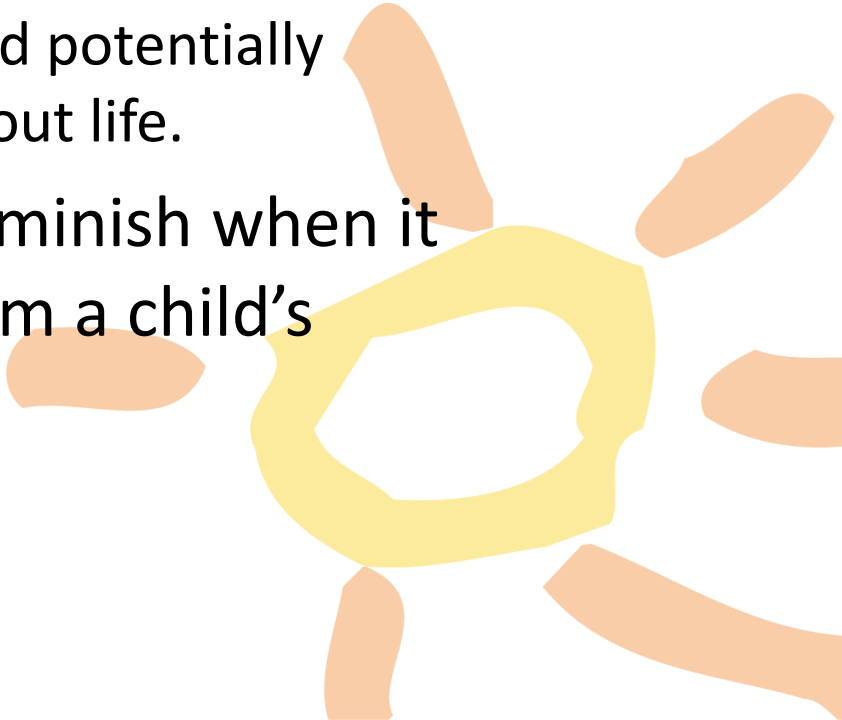 d potentially
out life.
minish when it
m a child’s